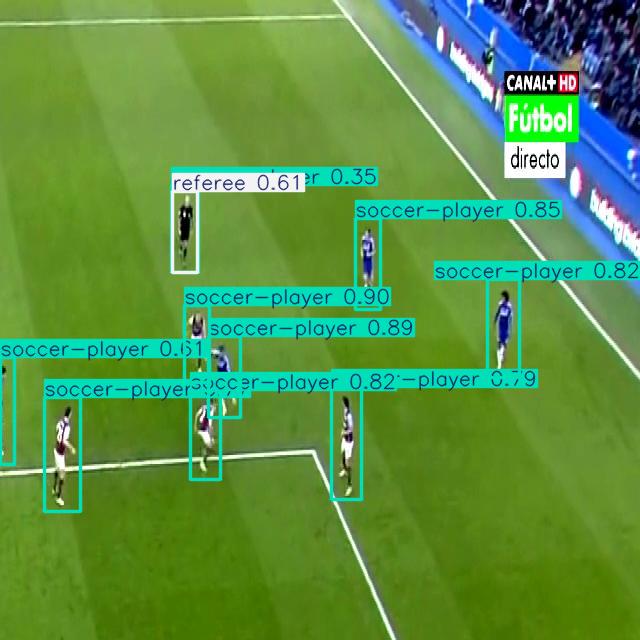 CANAL+ HD
Fútbol
directo
er 0.35
referee 0.61
soccer-player 0.85
soccer-player 0.82
soccer-player 0.90
soccer-player 0.89
soccer-player 0.61
soccer-player
soccer-player 0.82
-player 0.79